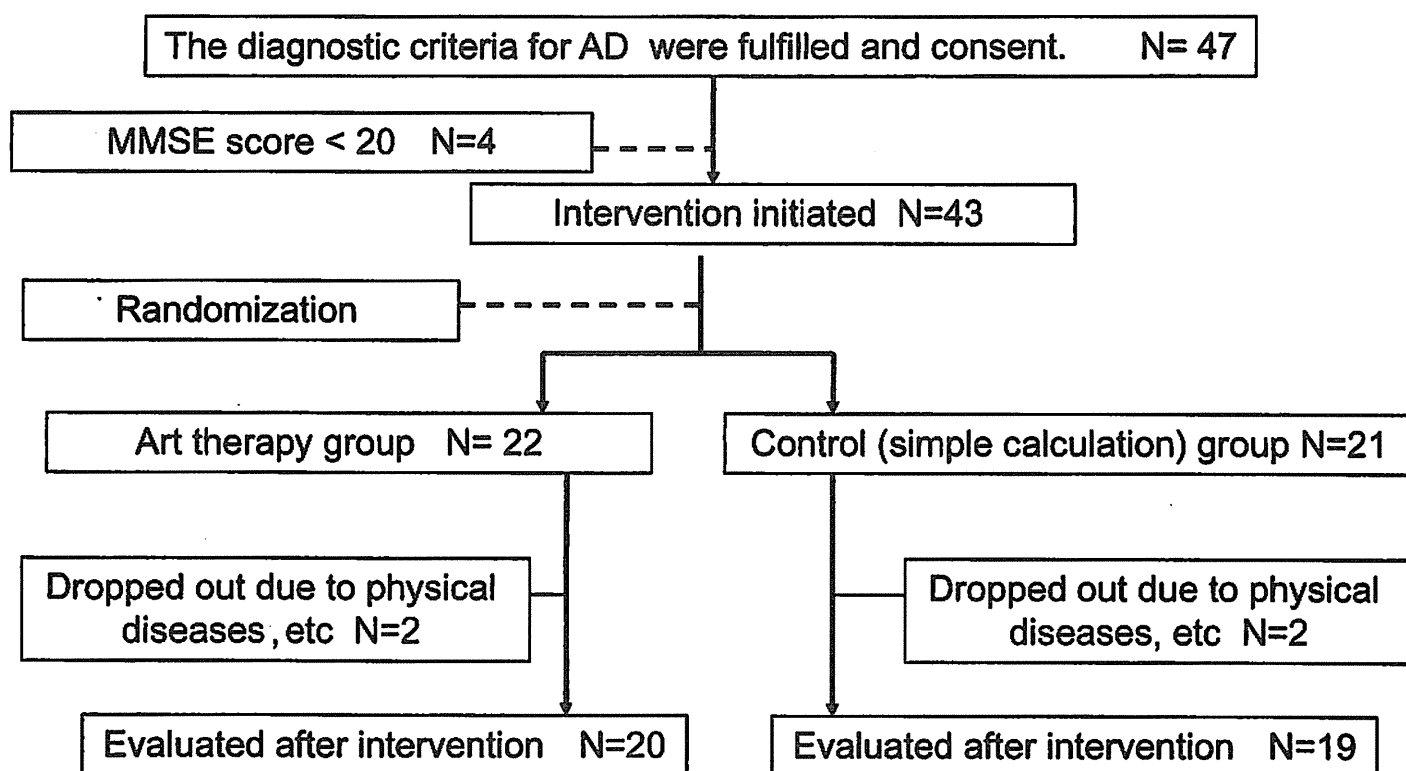 The diagnostic criteria for AD were fulfilled and consent. N= 47
MMSE score < 20 N=4
Intervention initiated N=43
Randomization
Art therapy group N= 22
Control (simple calculation) group N=21
Dropped out due to physical
diseases, etc N=2
Dropped out due to physical
diseases, etc N=2
Evaluated after intervention N=20
Evaluated after intervention N=19